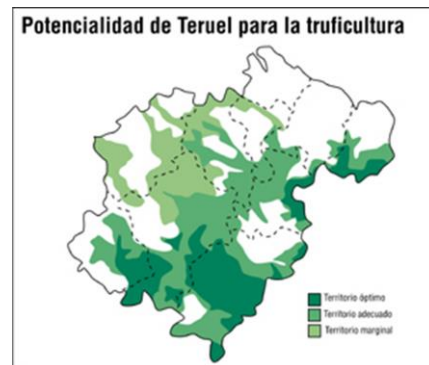 Potencialidad de Teruel para la truficultura
Territorio óptimo
Territorio adecuado
Territorio marginal